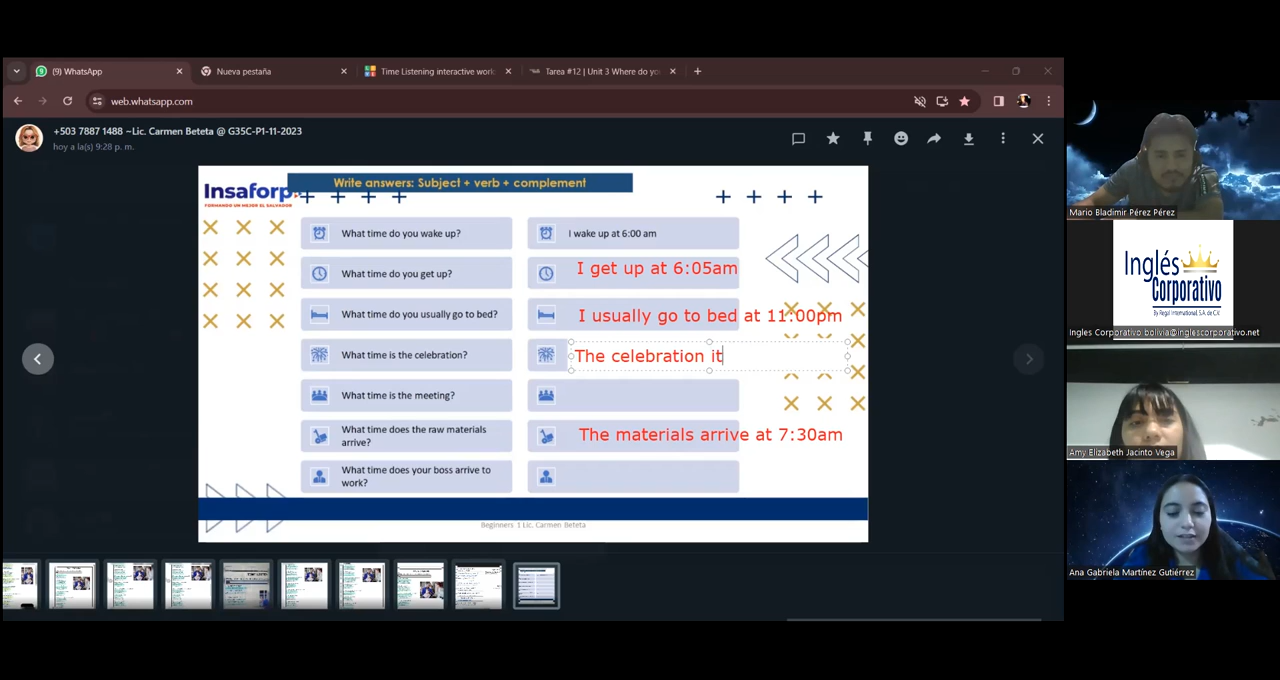 (9) WhatsApp
Nueva pestaña
Time Listening interactive work
Tarea #12 | Unit 3 Where do yo
web.whatsapp.com
+503 7887 1488 ~Lic. Carmen Beteta @ G35C-P1-11-2023
hoy a la(s) 9:28 p. m.
Insaforp
FORMANDO UN MEJOR EL SALVADOR
Write answers: Subject + verb + complement
What time do you wake up?
I wake up at 6:00 am
What time do you get up?
I get up at 6:05am
What time do you usually go to bed?
I usually go to bed at 11:00pm
What time is the celebration?
The celebration it
What time is the meeting?
What time does the raw materials
arrive?
The materials arrive at 7:30am
What time does your boss arrive to
work?
Beginners 1 Lic. Carmen Beteta
Mario Bladimir Pérez Pérez
Inglés
Corporativo
By Regal International, S.A. de C.V.
Ingles Corporativo bolivia@inglescorporativo.net
Amy Elizabeth Jacinto Vega
Ana Gabriela Martínez Gutiérrez